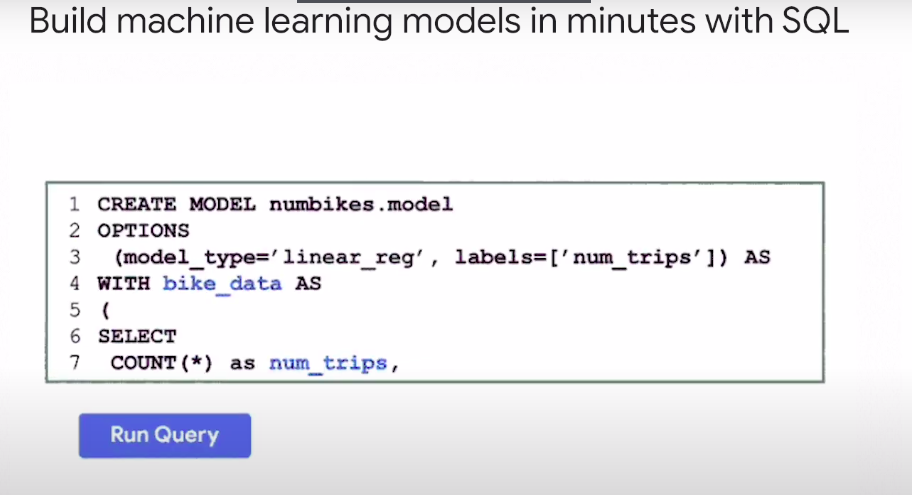 Build machine learning models in minutes with SQL
1 CREATE MODEL numbikes.model
2 OPTIONS
3 (model_type='linear_reg', labels=['num_trips']) AS
4 WITH bike_data AS
5 (
6 SELECT
7 COUNT(*) as num_trips,
Run Query